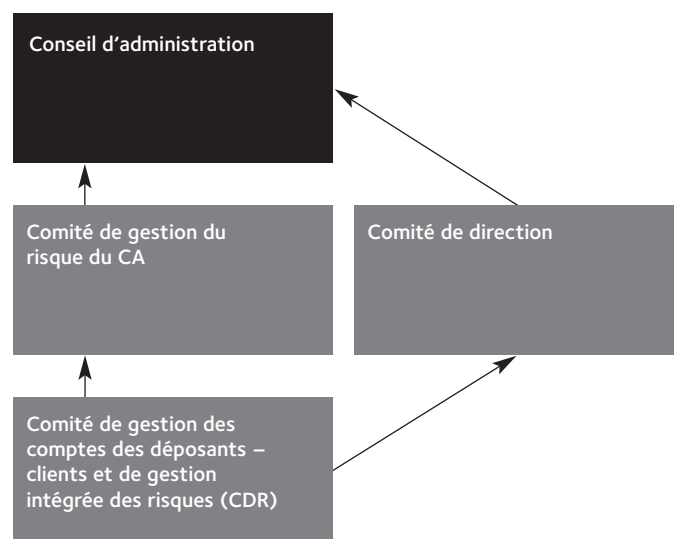 Conseil d'administration
Comité de gestion du
risque du CA
Comité de direction
Comité de gestion des
comptes des déposants –
clients et de gestion
intégrée des risques (CDR)